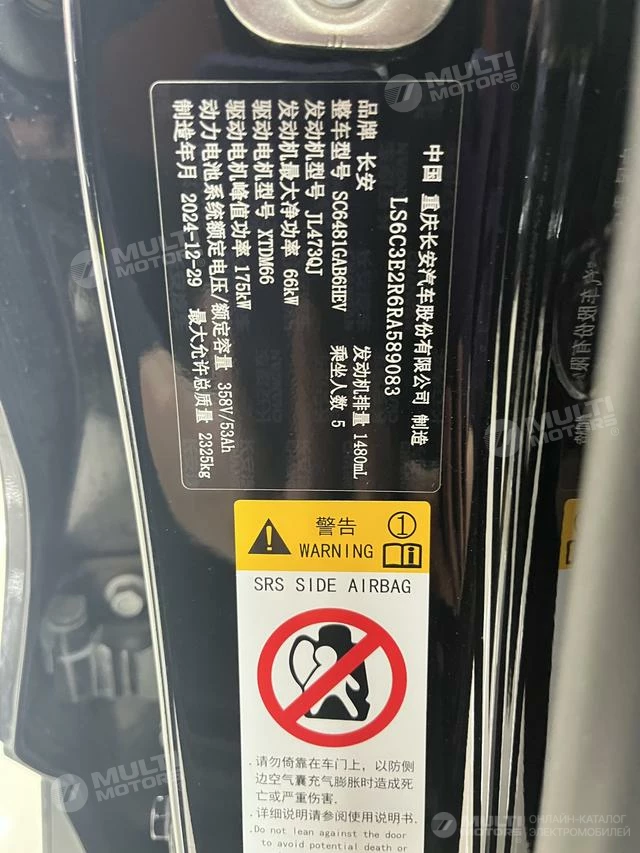 中国 重庆长安汽车股份有限公司 制造
LS6C3E2R6RA589083
品牌 长安
整车型号 SC6481GAB6HEV 乘坐人数 5
发动机型号 JL473QJ 发动机排量 1480mL
发动机最大净功率 66kW
驱动电机型号 XTDM66
驱动电机峰值功率 175kW
动力电池系统额定电压/额定容量 358V/53Ah
制造年月 2024-12-29 最大允许总质量 2325kg
警告 ①
WARNING
SRS SIDE AIRBAG
.请勿倚靠在车门上，以防侧
边空气囊充气膨胀时造成死
亡或严重伤害.
.详细说明请参阅使用说明书.
.Do not lean against the door
to avoid potential death or
MULTI
MOTORS
MULTI
MOTORS
MULTI
MOTORS
MULTI
MOTORS
MULTI
MOTORS
MULTI
MOTORS
ОНЛАЙН-КАТАЛОГ
ЭЛЕКТРОМОБИЛЕЙ